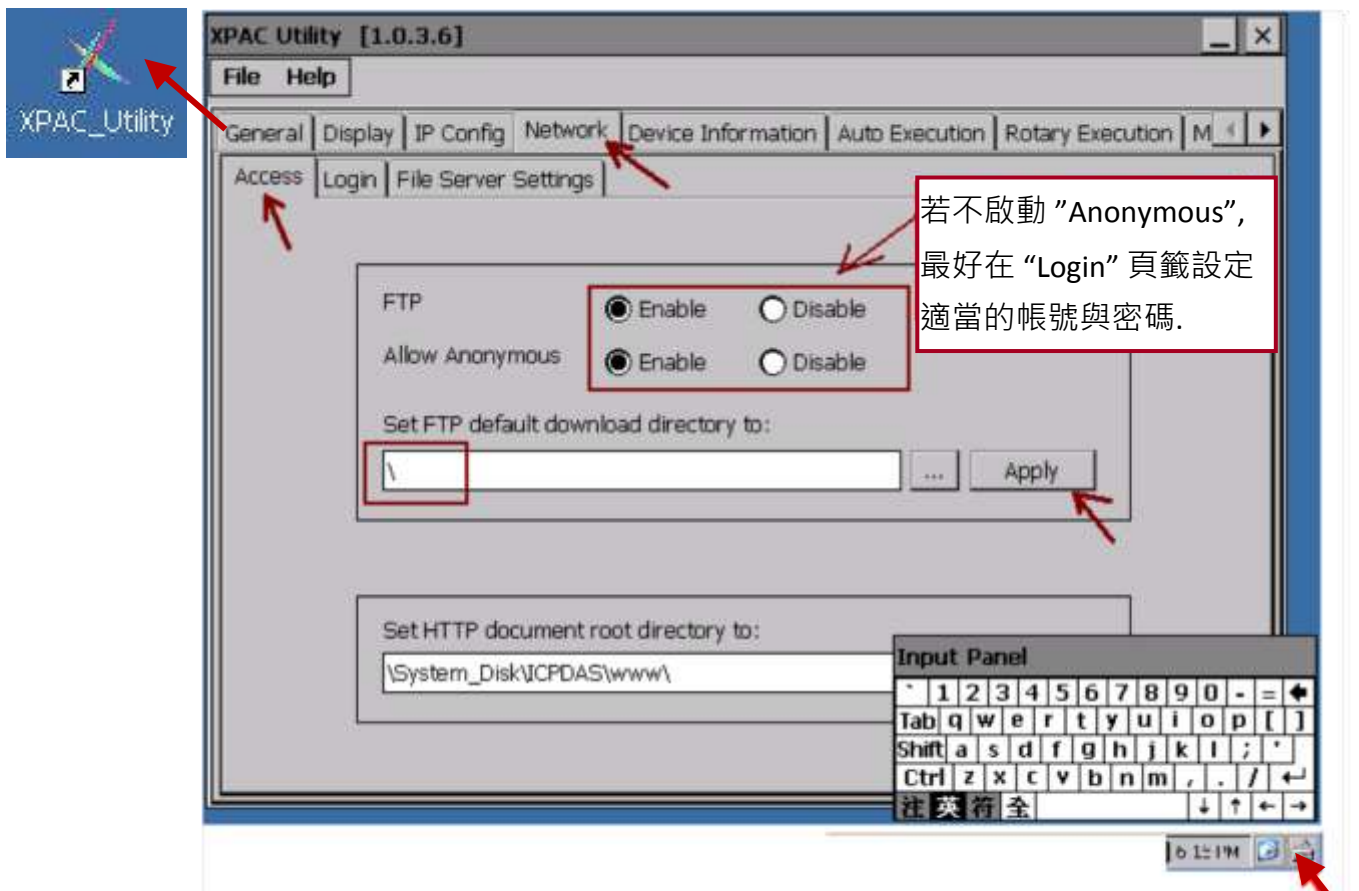 XPAC_Utility
XPAC Utility [1.0.3.6]
File Help
General Display IP Config Network Device Information Auto Execution Rotary Execution M
Access Login File Server Settings
若不啟動 ”Anonymous”,
最好在 “Login” 頁籤設定
適當的帳號與密碼.
FTP Enable Disable
Allow Anonymous Enable Disable
Set FTP default download directory to:
\ ... Apply
Set HTTP document root directory to:
\System_Disk\ICPDAS\www\
Input Panel
` 1 2 3 4 5 6 7 8 9 0 - =
Tab q w e r t y u i o p [ ]
Shift a s d f g h j k l ; '
Ctrl z x c v b n m , . /
注 英 符 全